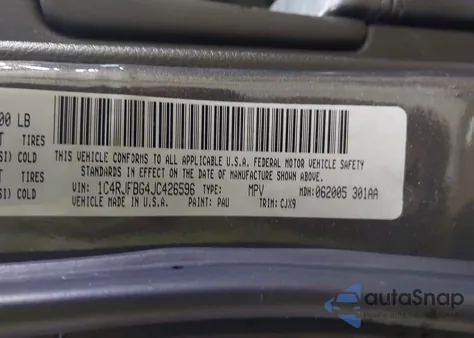 00 LB
T TIRES
SI) COLD
T TIRES
SI) COLD
THIS VEHICLE CONFORMS TO ALL APPLICABLE U.S.A. FEDERAL MOTOR VEHICLE SAFETY
STANDARDS IN EFFECT ON THE DATE OF MANUFACTURE SHOWN ABOVE.
VIN: 1C4RJFBG4JC426596 TYPE: MPV MDH: 062005 301AA
VEHICLE MADE IN U.S.A. PAINT: PAU TRIM: CJX9
autoSnap